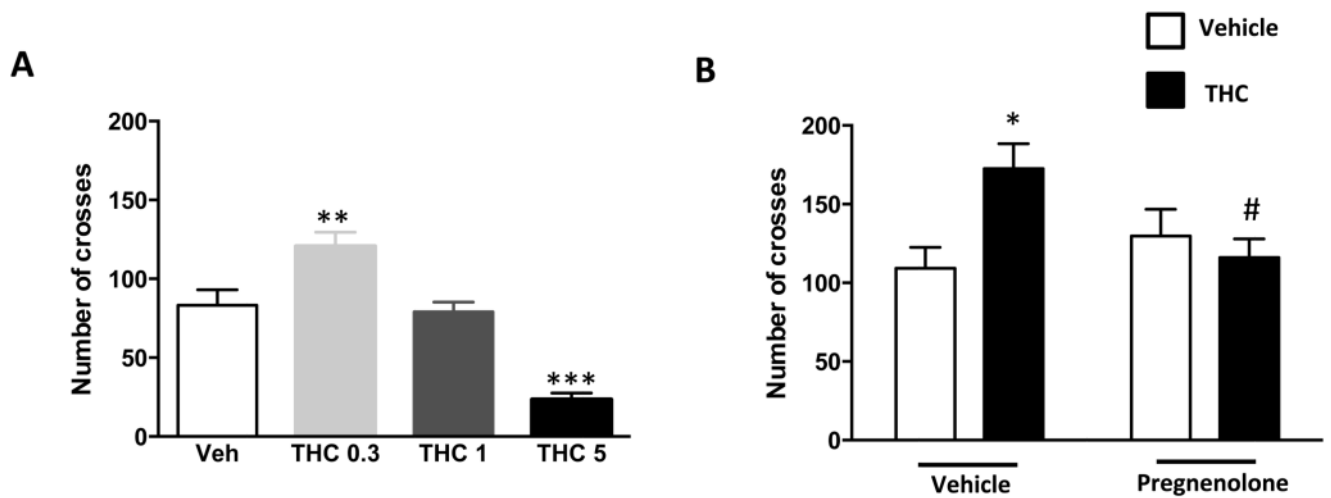 A
Number of crosses
200
150
100
50
0
**
***
Veh THC 0.3 THC 1 THC 5
B
Vehicle
THC
Number of crosses
200
150
100
50
0
*
#
Vehicle Pregnenolone